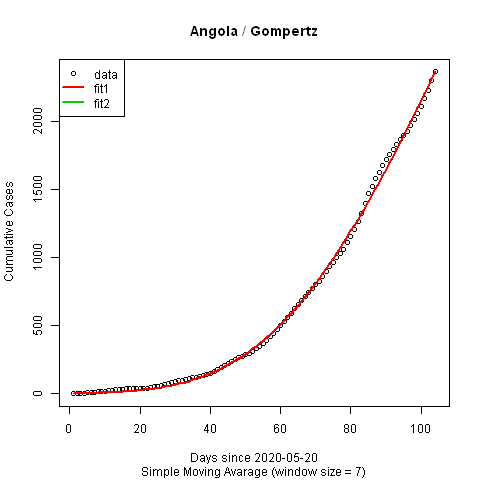 Angola / Gompertz
data
fit1
fit2
Cumulative Cases
0
500
1000
1500
2000
0 20 40 60 80 100
Days since 2020-05-20
Simple Moving Avarage (window size = 7)